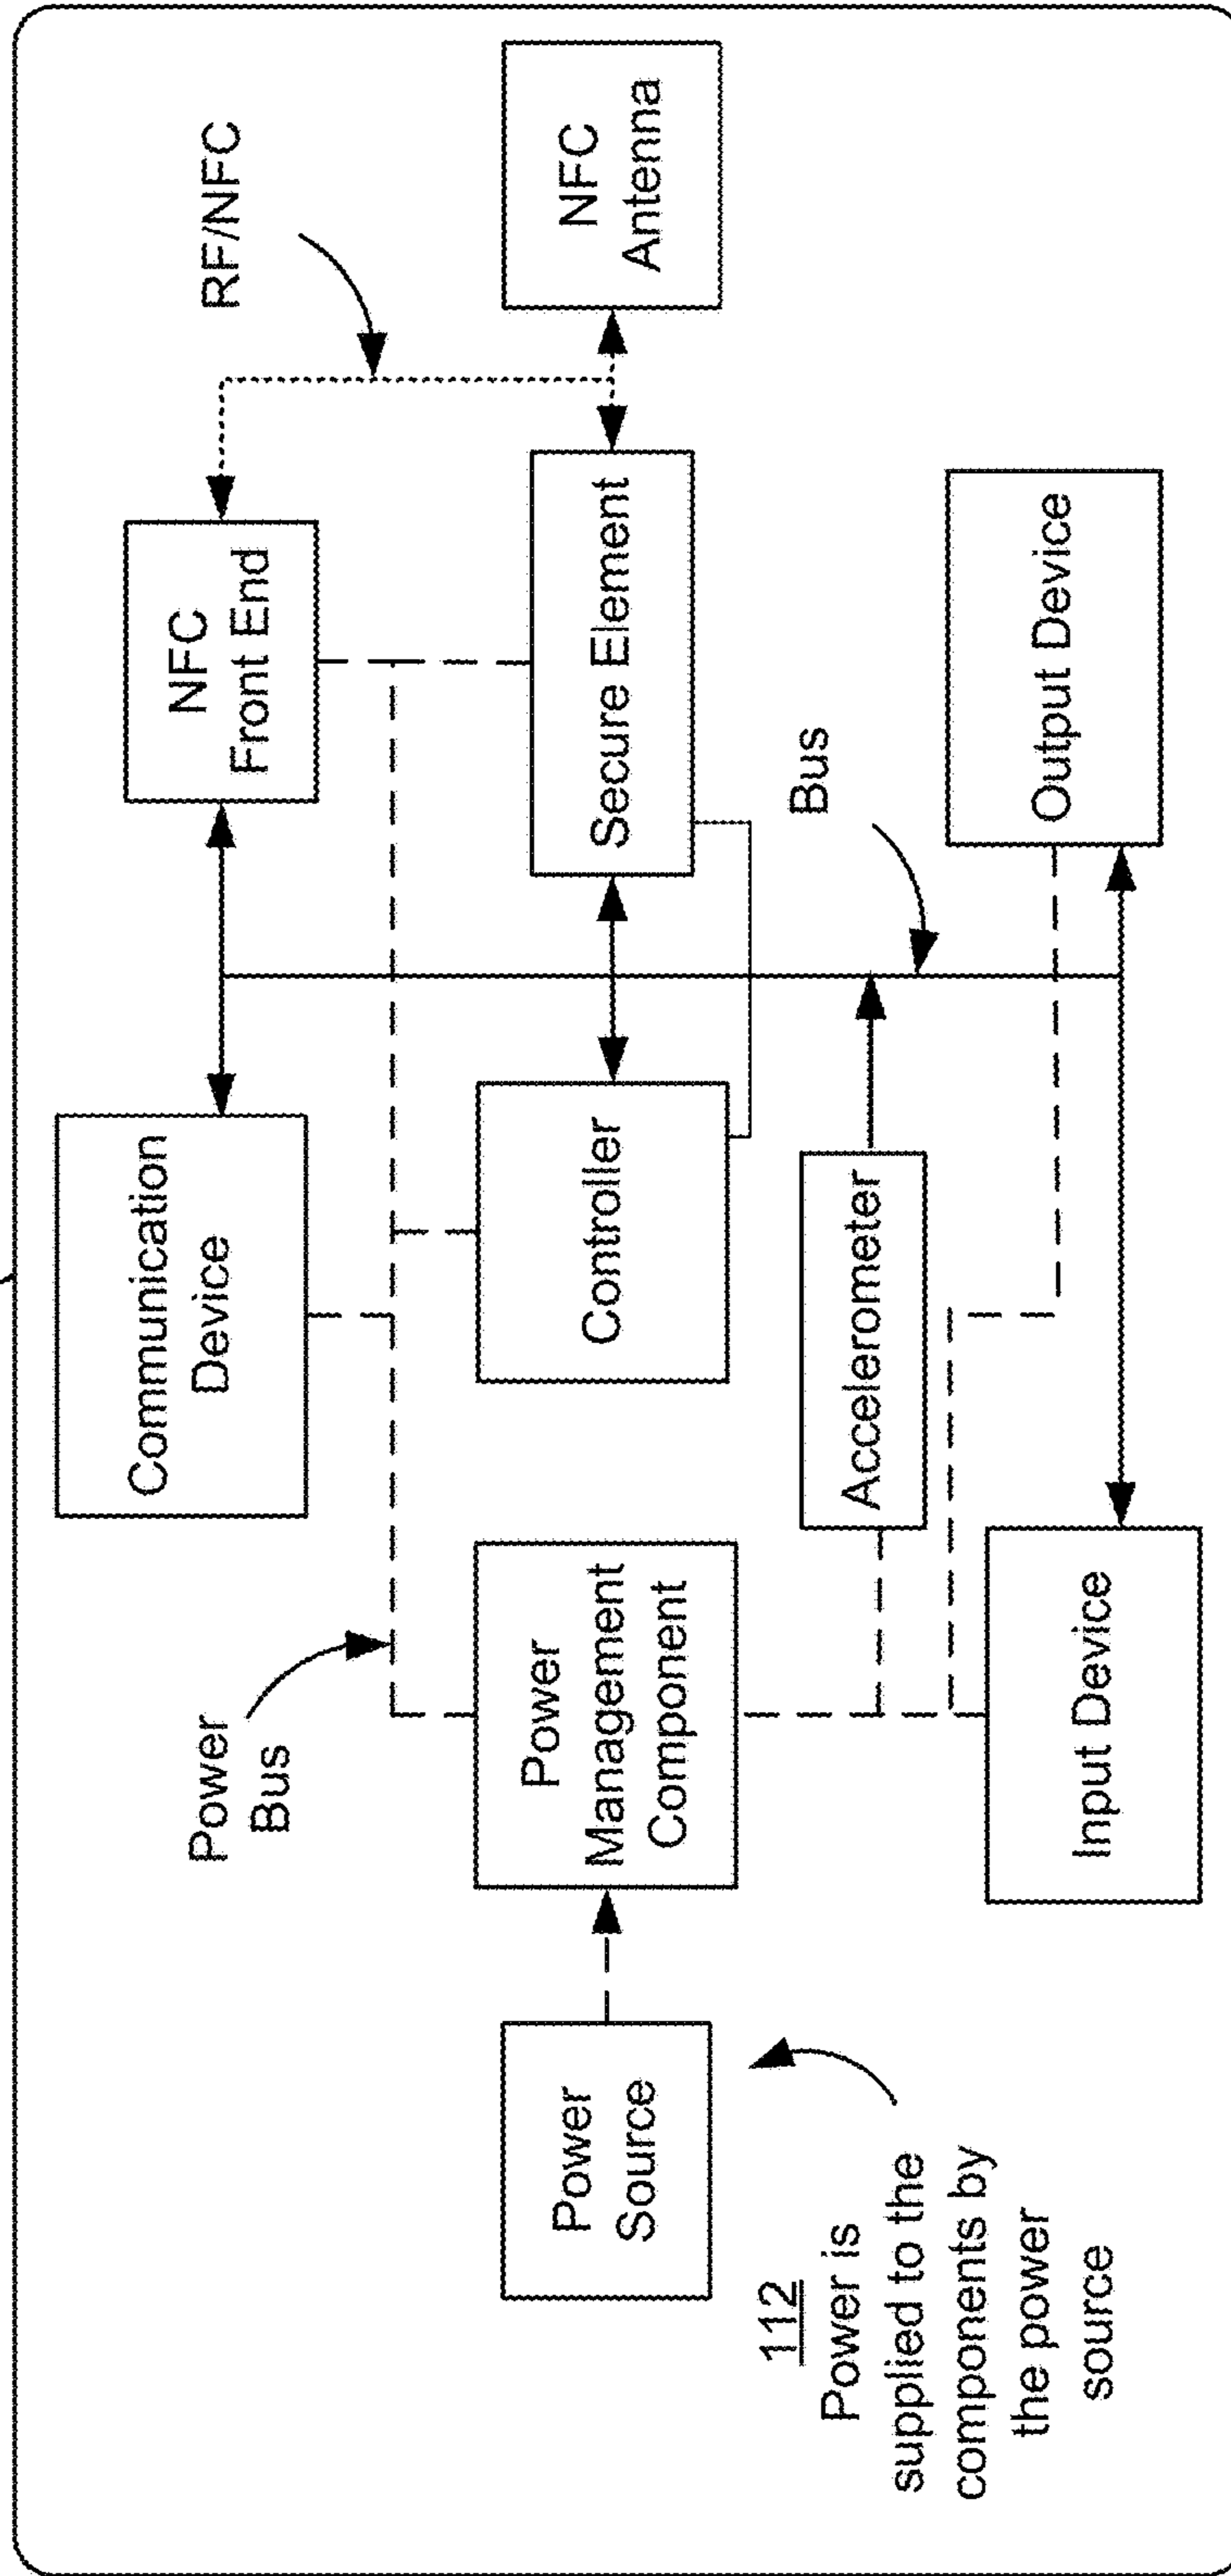 Communication
Device
NFC
Front End
RF/NFC
Power
Bus
Power
Source
Power
Management
Component
Controller
Secure Element
NFC
Antenna
112
Power is
supplied to the
components by
the power
source
Accelerometer
Bus
Input Device
Output Device